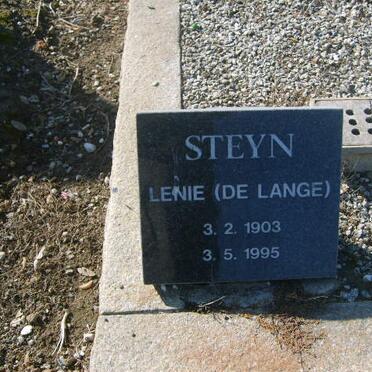 STEYN
LENIE (DE LANGE)
3. 2. 1903
3. 5. 1995